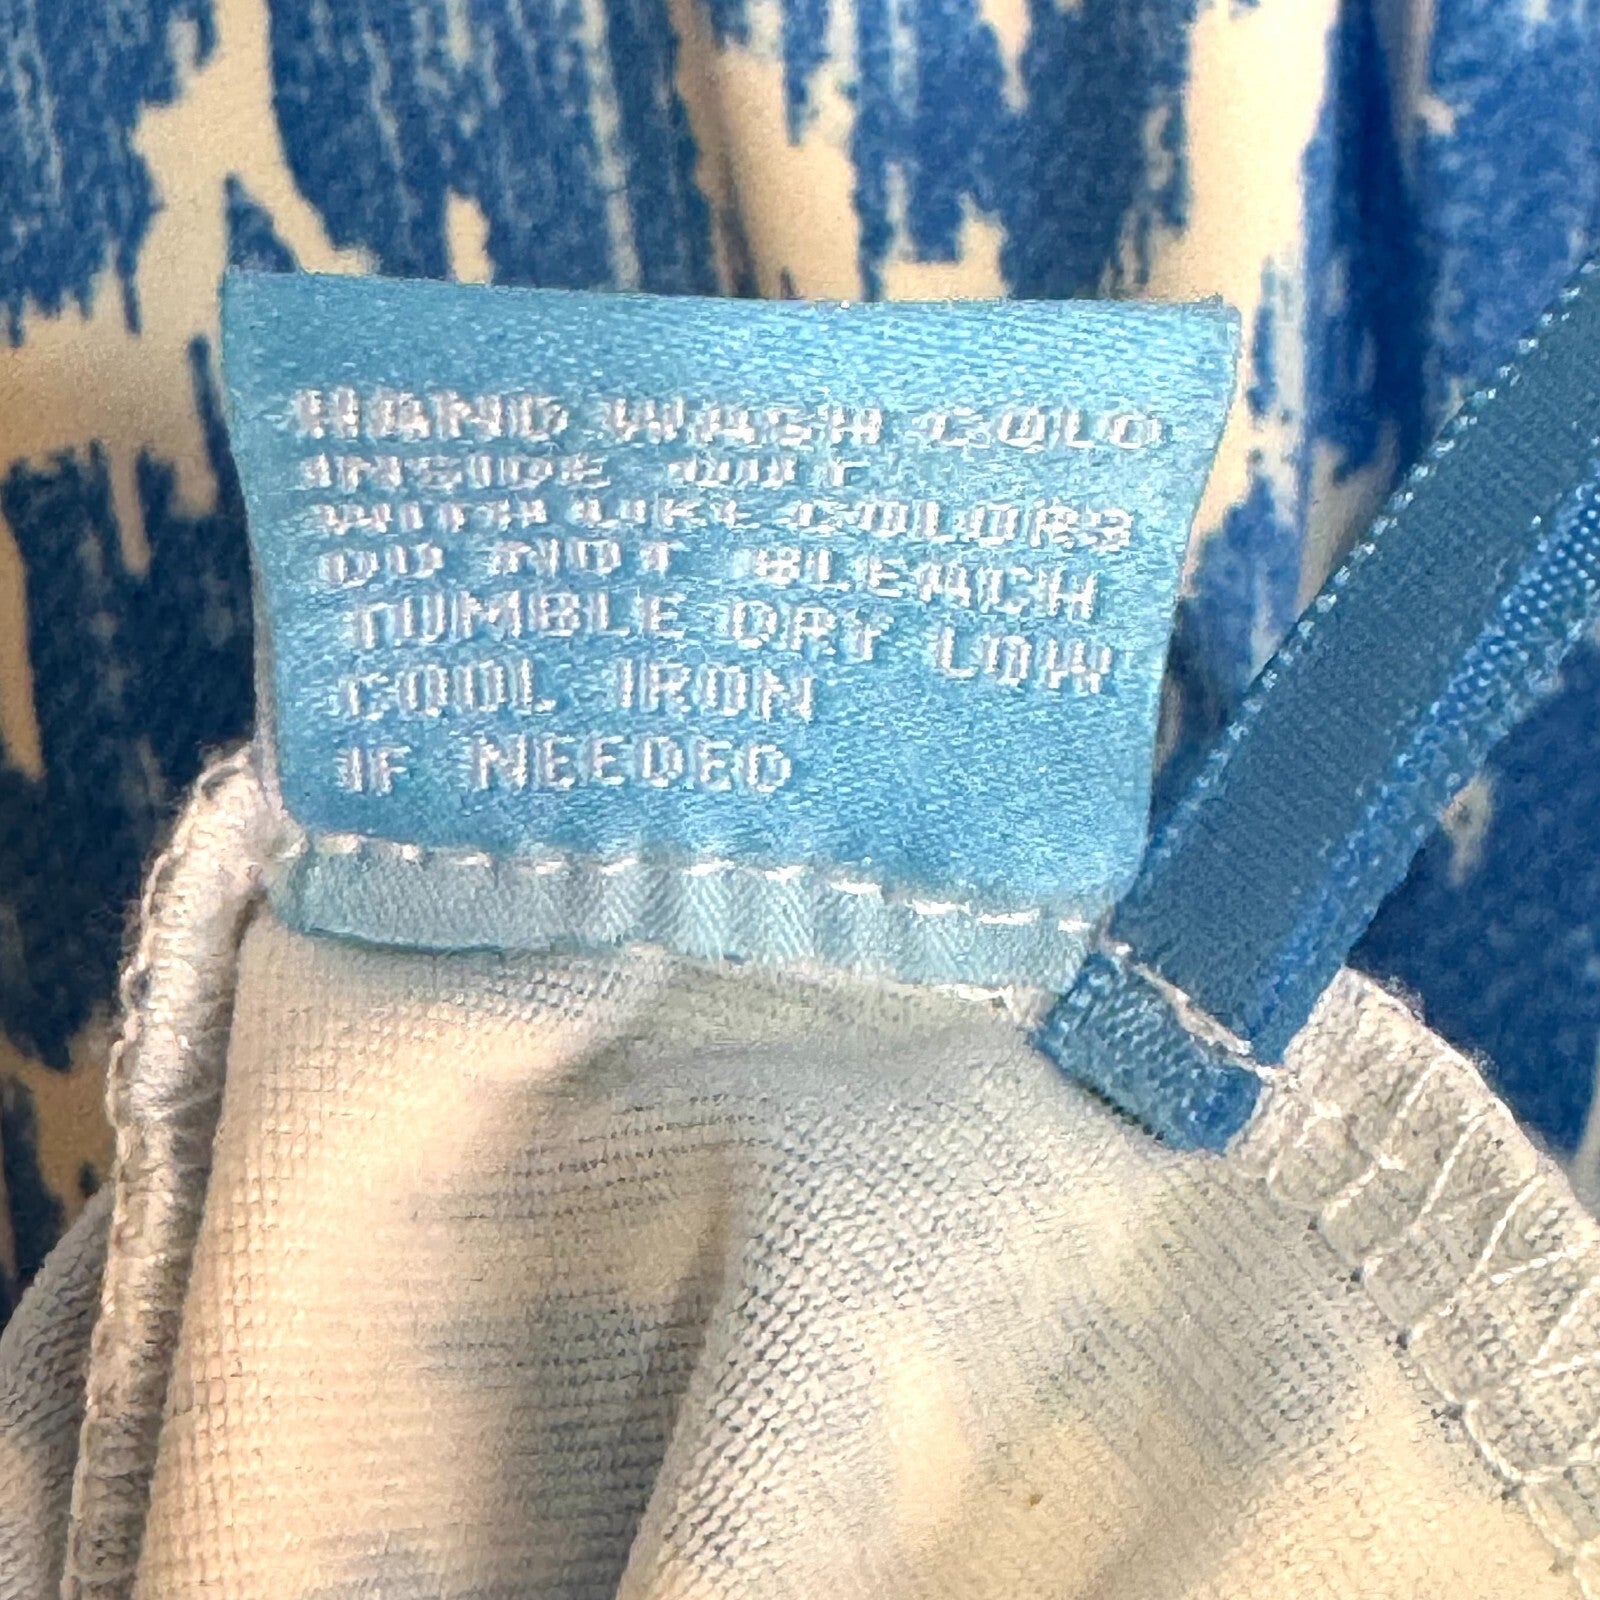 HAND WASH COLD
INSIDE OUT
WITH LIKE COLORS
DO NOT BLEACH
TUMBLE DRY LOW
COOL IRON
IF NEEDED